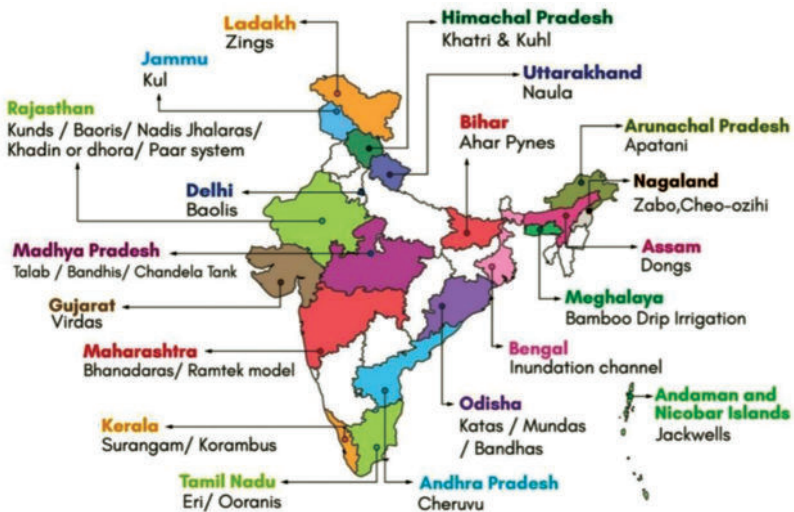 Ladakh
Zings
Himachal Pradesh
Khatri & Kuhl
Jammu
Kul
Uttarakhand
Naula
Rajasthan
Kunds / Baoris/ Nadis Jhalaras/
Khadin or dhora/ Paar system
Bihar
Ahar Pynes
Arunachal Pradesh
Apatani
Delhi
Baolis
Nagaland
Zabo,Cheo-ozihi
Madhya Pradesh
Talab / Bandhis/ Chandela Tank
Assam
Dongs
Gujarat
Virdas
Meghalaya
Bamboo Drip Irrigation
Maharashtra
Bhanadaras/ Ramtek model
Bengal
Inundation channel
Kerala
Surangam/ Korambus
Odisha
Katas / Mundas
/ Bandhas
Andaman and
Nicobar Islands
Jackwells
Tamil Nadu
Eri/ Ooranis
Andhra Pradesh
Cheruvu